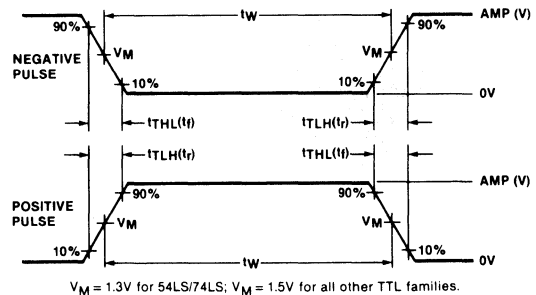 tW
90% 90% AMP (V)
NEGATIVE PULSE VM VM
10% 10% 0V
tTHL(tf) tTLH(tr)
tTLH(tr) tTHL(tf)
90% 90% AMP (V)
POSITIVE PULSE VM VM
10% tW 10% 0V
VM = 1.3V for 54LS/74LS; VM = 1.5V for all other TTL families.